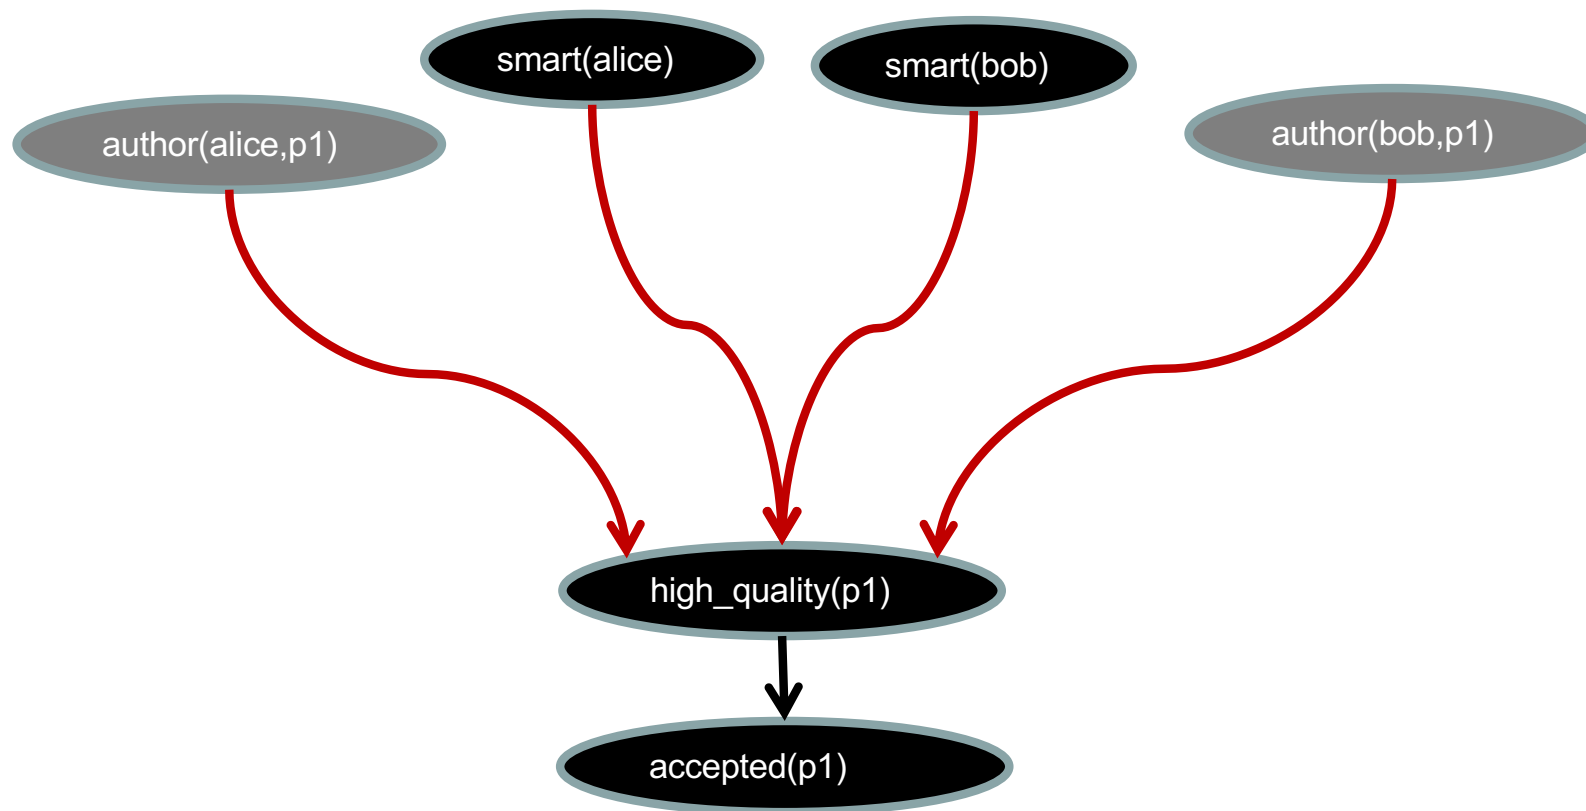 smart(alice)
smart(bob)
author(alice,p1)
author(bob,p1)
high_quality(p1)
accepted(p1)